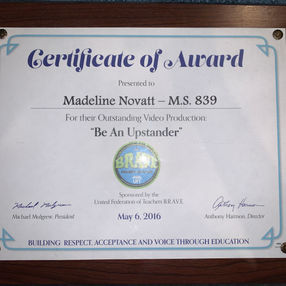 Certificate of Award
Presented to
Madeline Novatt – M.S. 839
For their Outstanding Video Production:
"Be An Upstander"
BRAVE
Sponsored by the
United Federation of Teachers B.R.A.V.E.
Michael Mulgrew, President
May 6, 2016
Anthony Harmon, Director
BUILDING RESPECT, ACCEPTANCE AND VOICE THROUGH EDUCATION